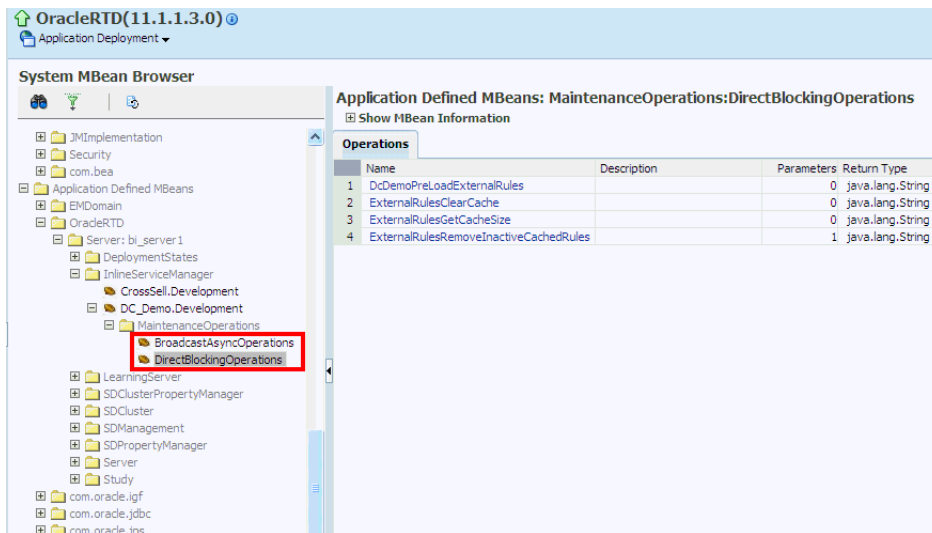 OracleRTD(11.1.1.3.0)
Application Deployment
System MBean Browser
JMImplementation
Security
com.bea
Application Defined MBeans
EMDomain
OracleRTD
Server: bi_server1
DeploymentStates
InlineServiceManager
CrossSell.Development
DC_Demo.Development
MaintenanceOperations
BroadcastAsyncOperations
DirectBlockingOperations
LearningServer
SDClusterPropertyManager
SDCluster
SDManagement
SDPropertyManager
Server
Study
com.oracle.igf
com.oracle.jdbc
com.oracle.jps
Application Defined MBeans: MaintenanceOperations:DirectBlockingOperations
Show MBean Information
Operations
Name Description Parameters Return Type
1 DcDemoPreLoadExternalRules 0 java.lang.String
2 ExternalRulesClearCache 0 java.lang.String
3 ExternalRulesGetCacheSize 0 java.lang.String
4 ExternalRulesRemoveInactiveCachedRules 1 java.lang.String